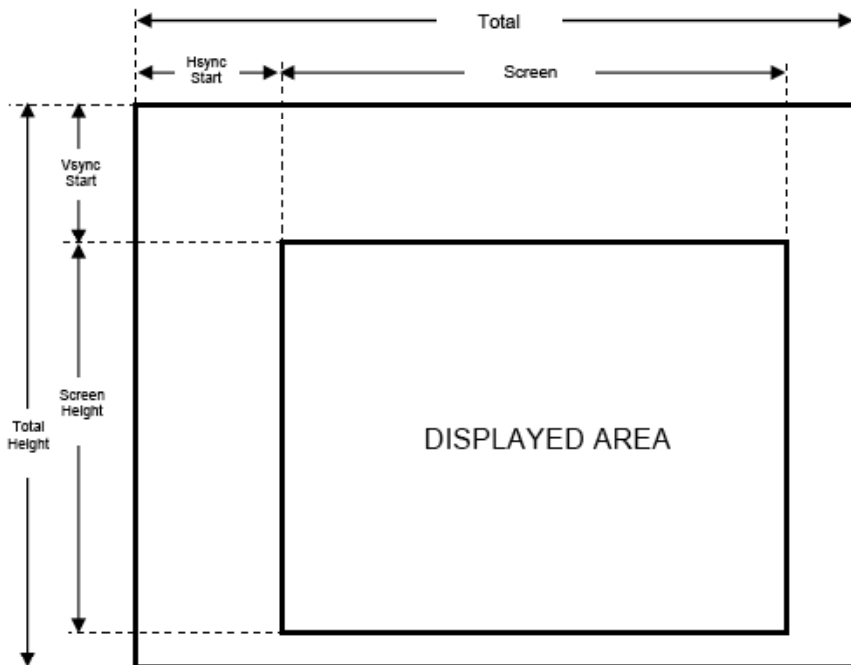 Total
Hsync
Start
Screen
Vsync
Start
Screen
Height
Total
Height
DISPLAYED AREA